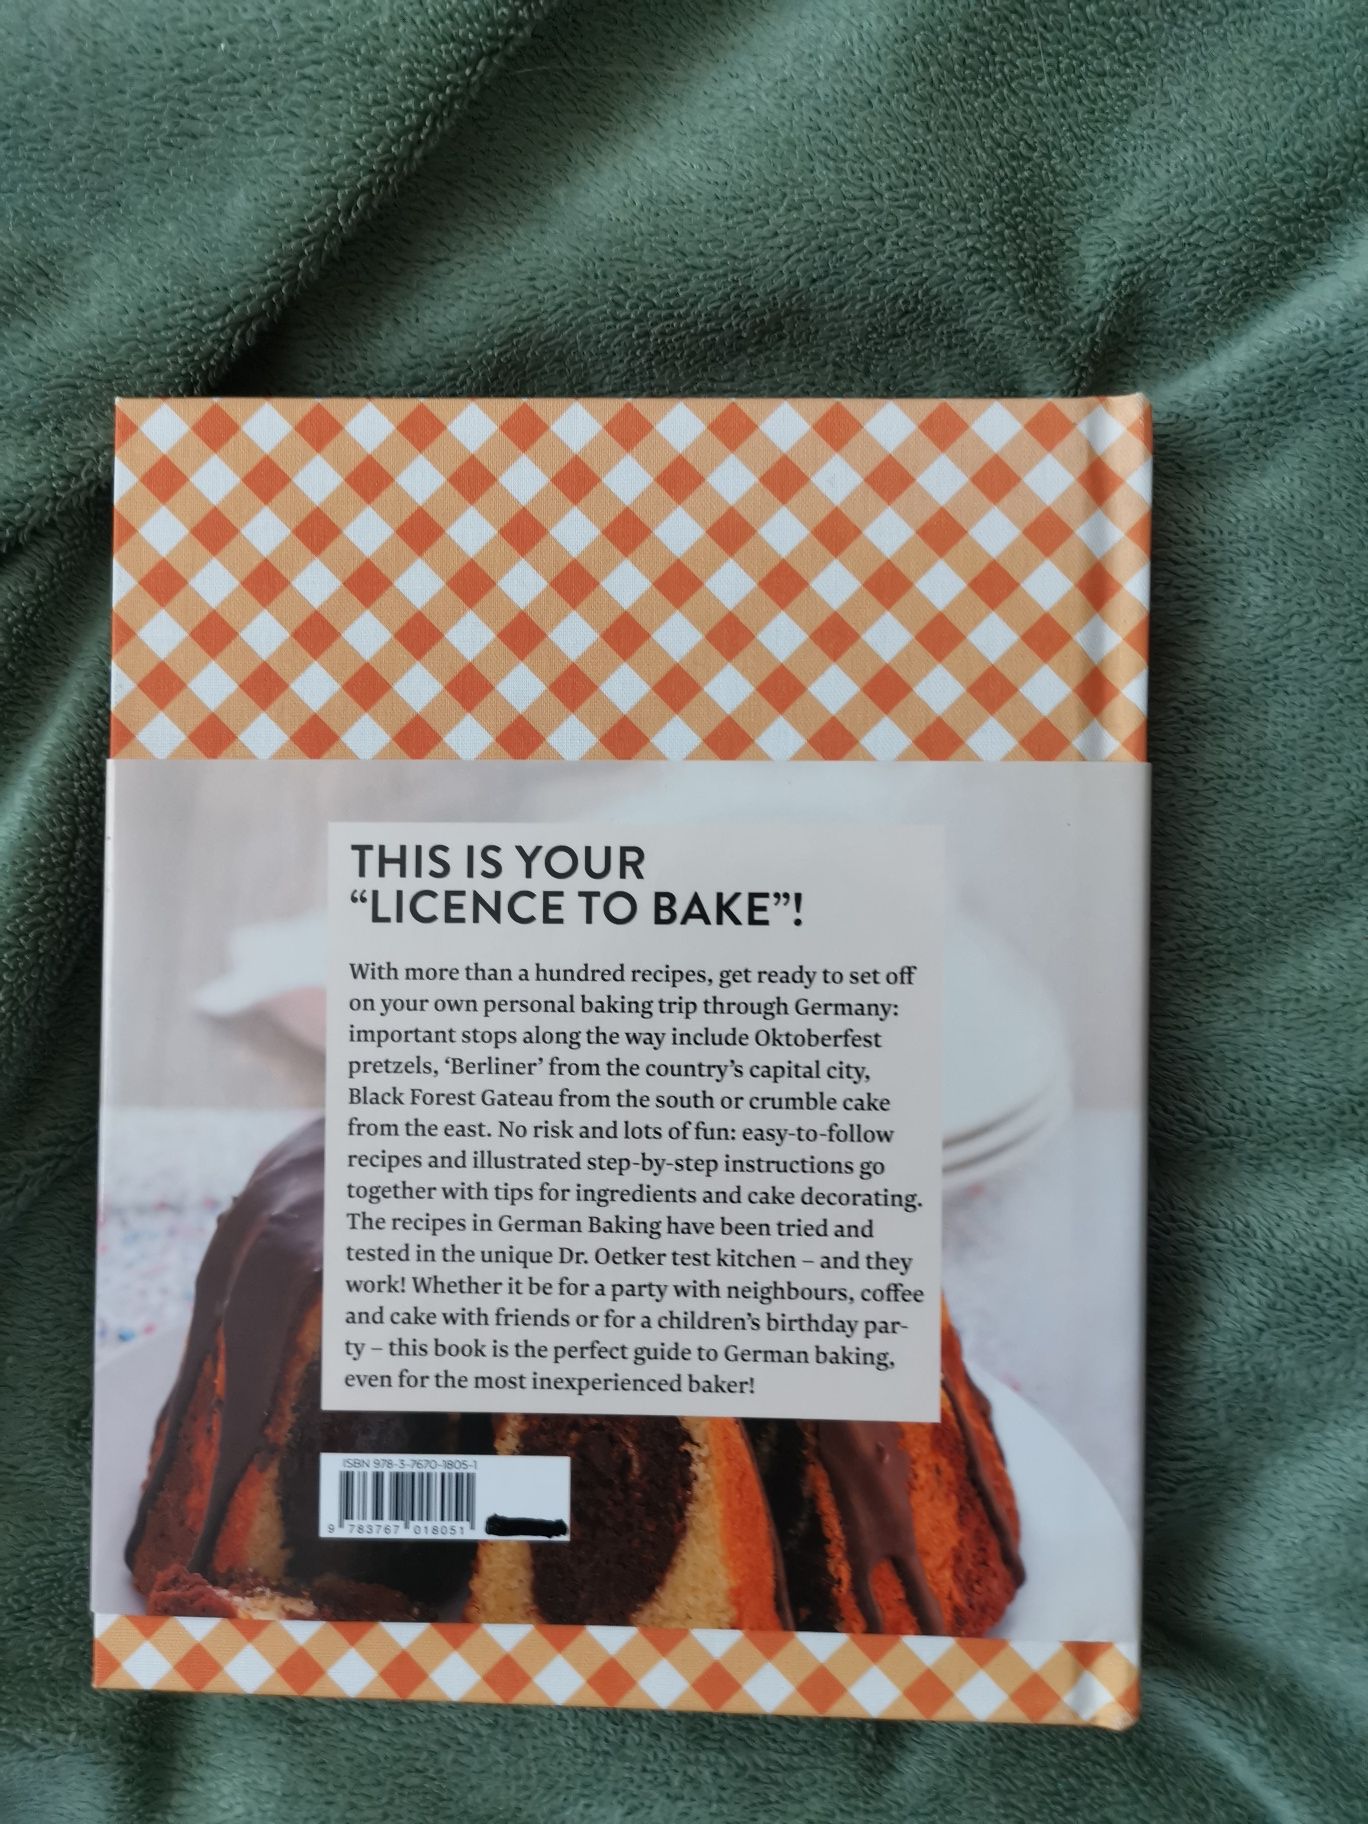 THIS IS YOUR
“LICENCE TO BAKE”!
With more than a hundred recipes, get ready to set off
on your own personal baking trip through Germany:
important stops along the way include Oktoberfest
pretzels, ‘Berliner’ from the country’s capital city,
Black Forest Gateau from the south or crumble cake
from the east. No risk and lots of fun: easy-to-follow
recipes and illustrated step-by-step instructions go
together with tips for ingredients and cake decorating.
The recipes in German Baking have been tried and
tested in the unique Dr. Oetker test kitchen – and they
work! Whether it be for a party with neighbours, coffee
and cake with friends or for a children’s birthday par-
ty – this book is the perfect guide to German baking,
even for the most inexperienced baker!
ISBN 978-3-7670-1805-1
9 783767 018051